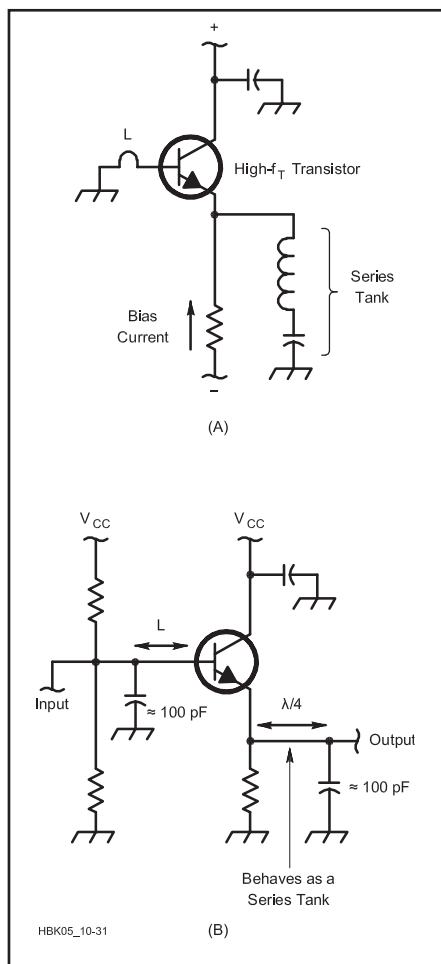 +
L
High-fT Transistor
Series
Tank
Bias
Current
–
(A)
VCC
VCC
L
Input
≈ 100 pF
λ/4
Output
≈ 100 pF
Behaves as a
Series Tank
HBK05_10-31
(B)